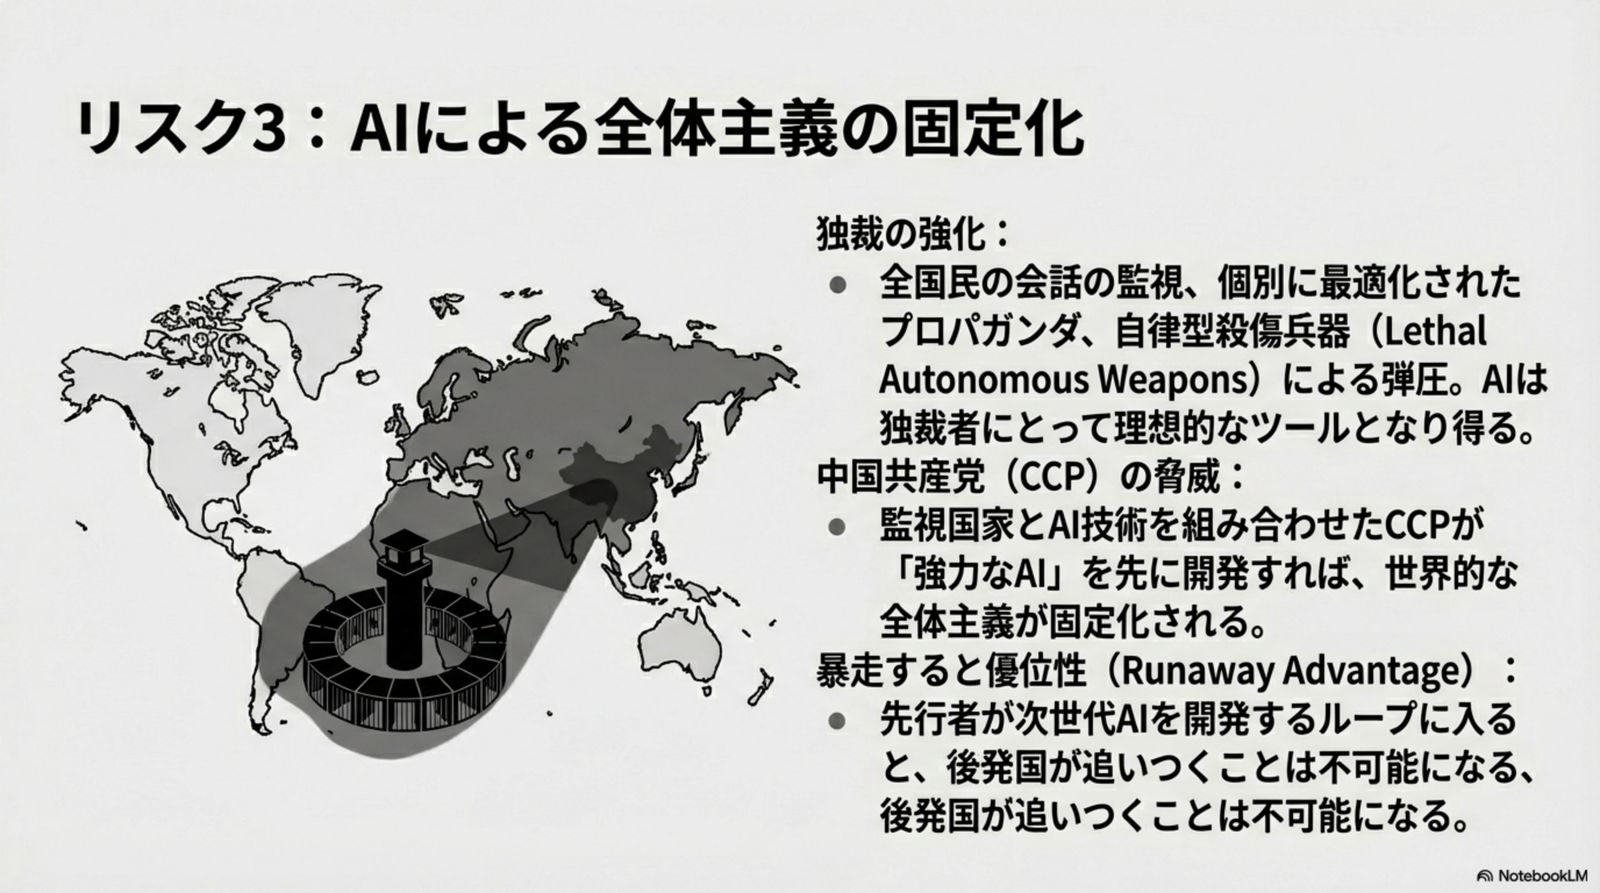 リスク3：AIによる全体主義の固定化
独裁の強化：
● 全国民の会話の監視、個別に最適化された
プロパガンダ、自律型殺傷兵器（Lethal
Autonomous Weapons）による弾圧。AIは
独裁者にとって理想的なツールとなり得る。
中国共産党（CCP）の脅威：
● 監視国家とAI技術を組み合わせたCCPが
「強力なAI」を先に開発すれば、世界的な
全体主義が固定化される。
暴走すると優位性（Runaway Advantage）：
● 先行者が次世代AIを開発するループに入る
と、後発国が追いつくことは不可能になる、
後発国が追いつくことは不可能になる。
NotebookLM